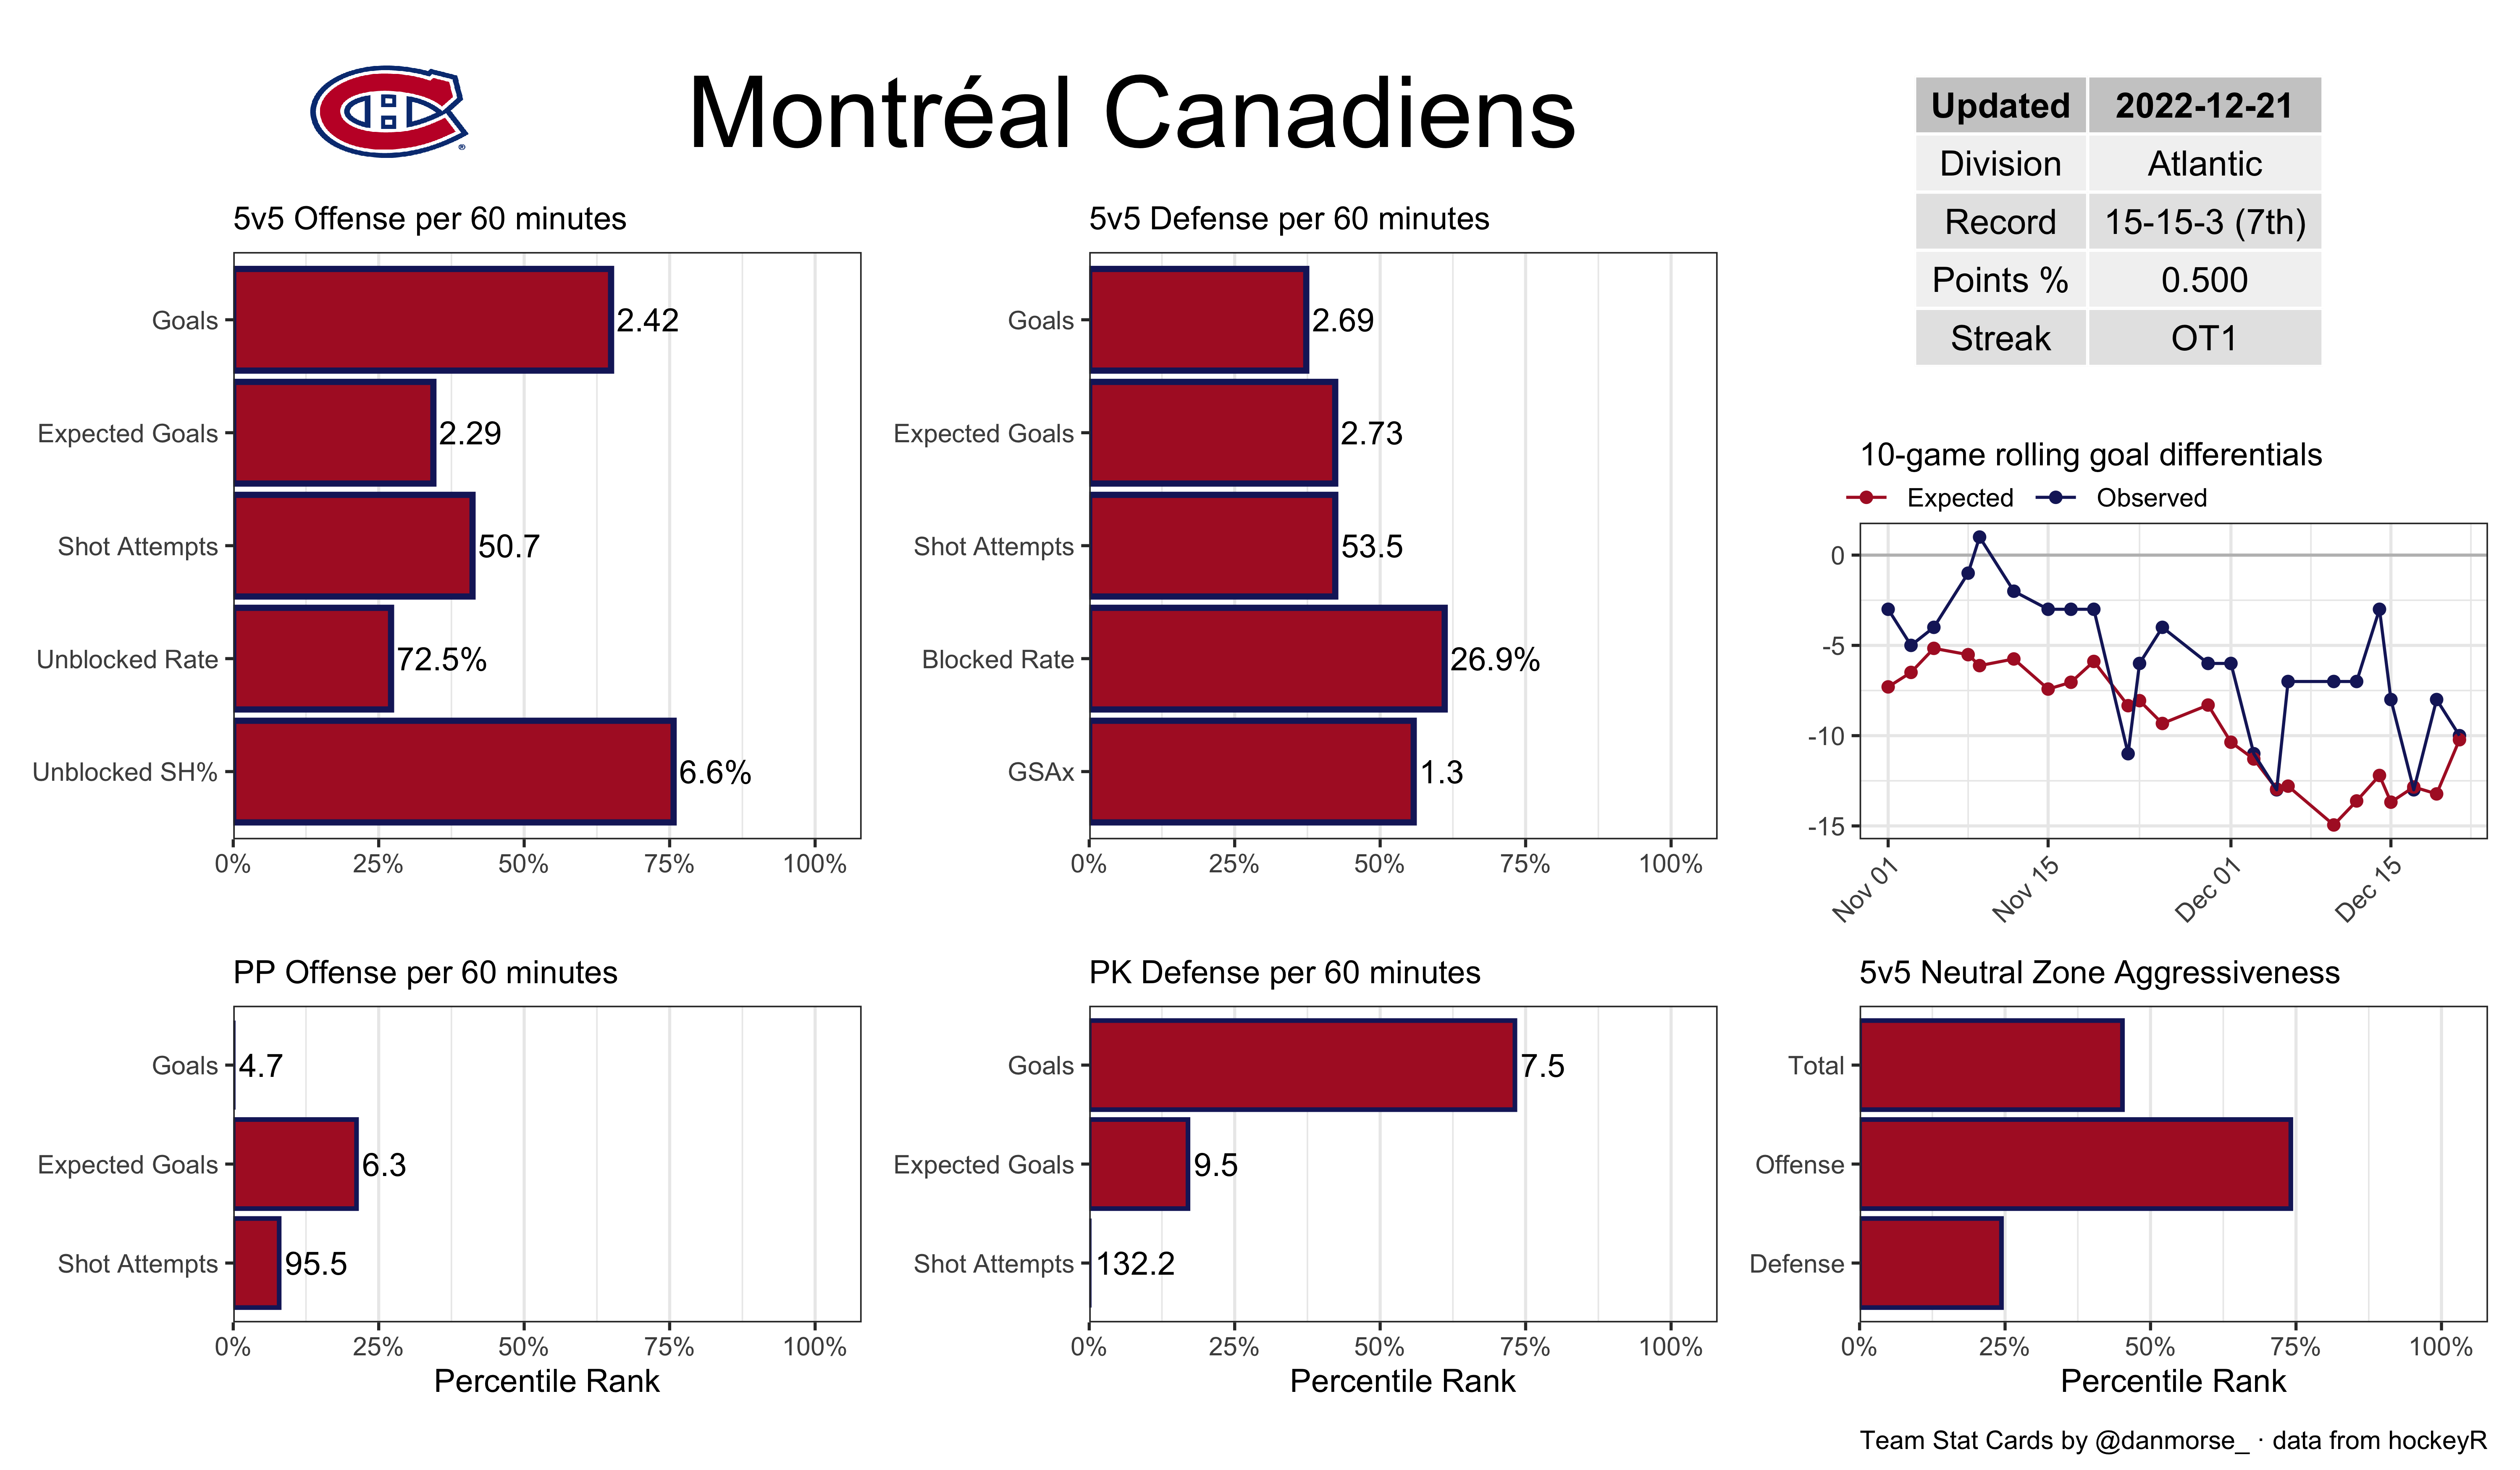 Montréal Canadiens
Updated 2022-12-21
Division Atlantic
Record 15-15-3 (7th)
Points % 0.500
Streak OT1
5v5 Offense per 60 minutes
Goals 2.42
Expected Goals 2.29
Shot Attempts 50.7
Unblocked Rate 72.5%
Unblocked SH% 6.6%
0% 25% 50% 75% 100%
5v5 Defense per 60 minutes
Goals 2.69
Expected Goals 2.73
Shot Attempts 53.5
Blocked Rate 26.9%
GSAx 1.3
0% 25% 50% 75% 100%
10-game rolling goal differentials
Expected Observed
0
-5
-10
-15
Nov 01 Nov 15 Dec 01 Dec 15
PP Offense per 60 minutes
Goals 4.7
Expected Goals 6.3
Shot Attempts 95.5
0% 25% 50% 75% 100%
Percentile Rank
PK Defense per 60 minutes
Goals 7.5
Expected Goals 9.5
Shot Attempts 132.2
0% 25% 50% 75% 100%
Percentile Rank
5v5 Neutral Zone Aggressiveness
Total
Offense
Defense
0% 25% 50% 75% 100%
Percentile Rank
Team Stat Cards by @danmorse_ · data from hockeyR